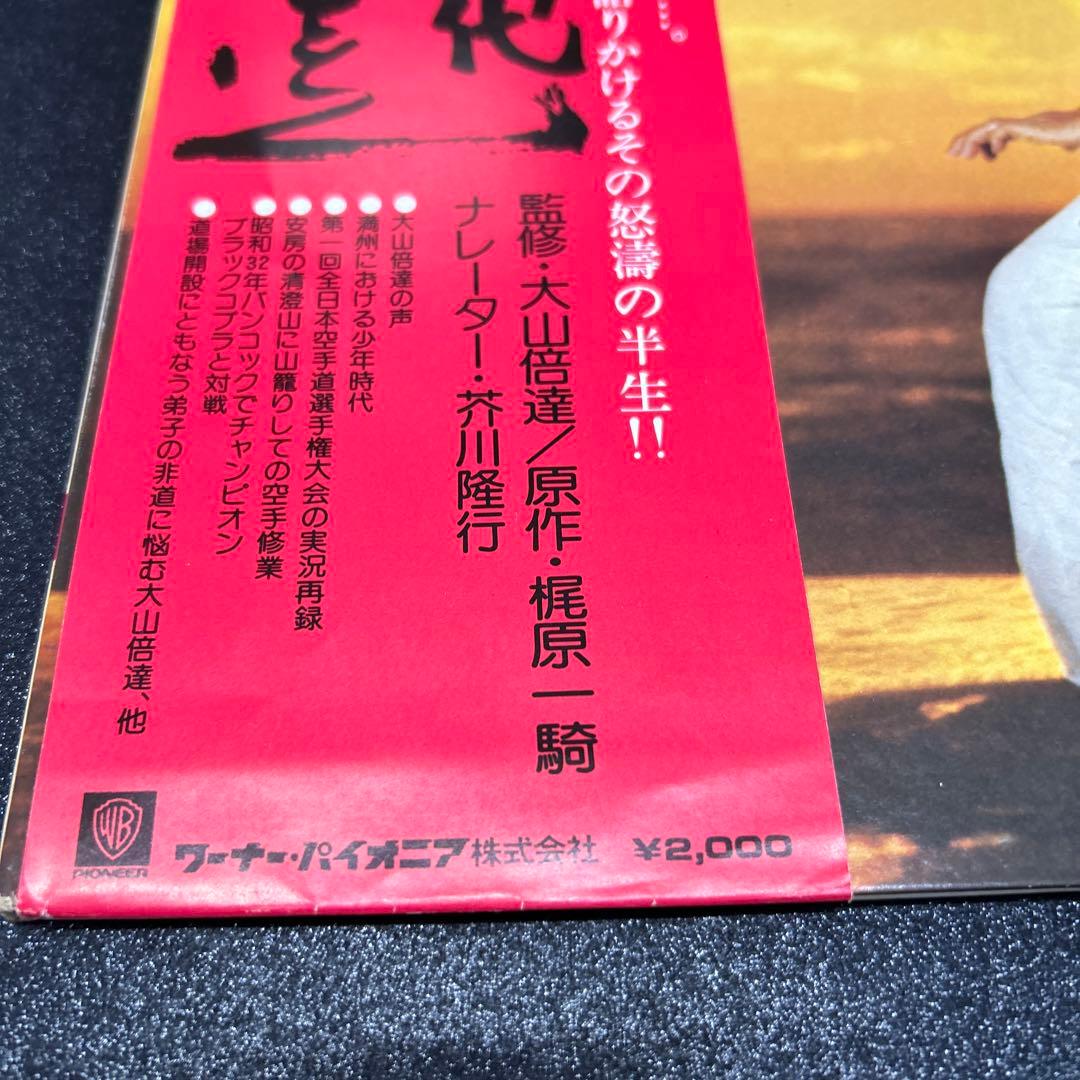 語りかけるその怒濤の半生!!
監修・大山倍達／原作・梶原一騎
ナレーター・芥川隆行
●大山倍達の声
●満州における少年時代
●第一回全日本空手道選手権大会の実況再録
●安房の清澄山に山籠りしての空手修業
●昭和32年バンコックでチャンピオン
ブラックコブラと対戦
●道場開設にともなう弟子の非道に悩む大山倍達、他
WB
PIONEER
ワーナー・パイオニア株式会社 ¥2,000